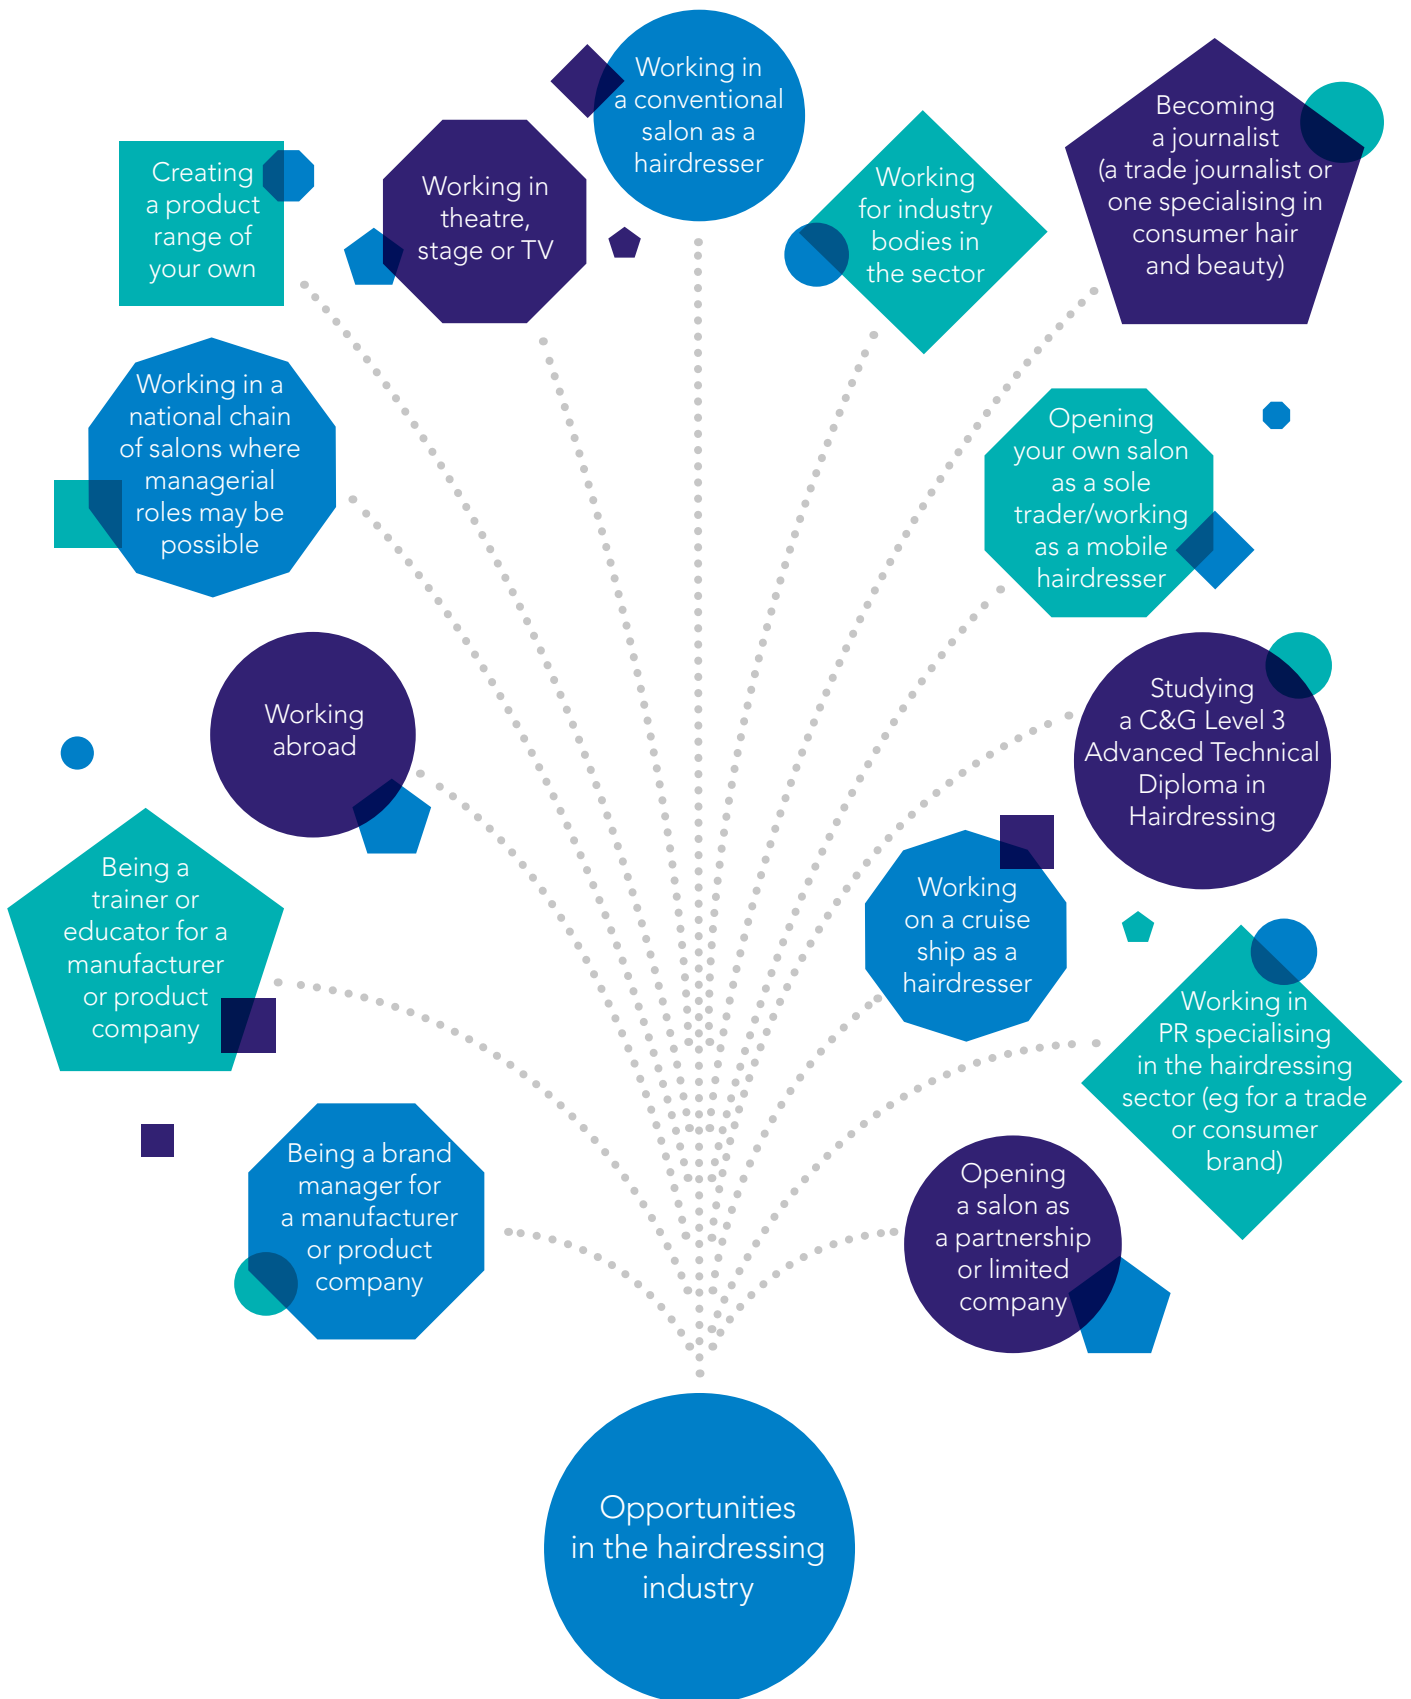 Working in
a conventional
salon as a
hairdresser
Becoming
a journalist
(a trade journalist or
one specialising in
consumer hair
and beauty)
Creating
a product
range of
your own
Working in
theatre,
stage or TV
Working
for industry
bodies in
the sector
Working in a
national chain
of salons where
managerial
roles may be
possible
Opening
your own salon
as a sole
trader/working
as a mobile
hairdresser
Working
abroad
Studying
a C&G Level 3
Advanced Technical
Diploma in
Hairdressing
Being a
trainer or
educator for a
manufacturer
or product
company
Working
on a cruise
ship as a
hairdresser
Working in
PR specialising
in the hairdressing
sector (eg for a trade
or consumer
brand)
Being a brand
manager for
a manufacturer
or product
company
Opening
a salon as
a partnership
or limited
company
Opportunities
in the hairdressing
industry